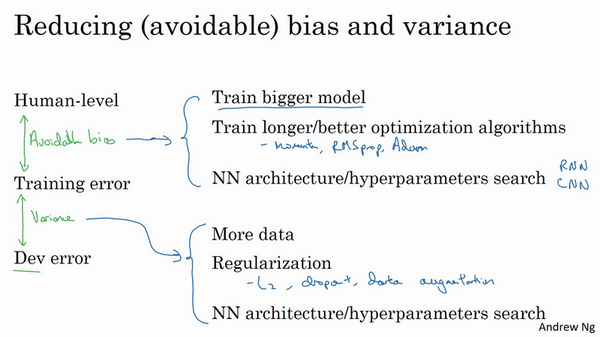 Reducing (avoidable) bias and variance
Human-level
Avoidable bias
Training error
Variance
Dev error
Train bigger model
Train longer/better optimization algorithms
- momentum, RMSprop, Adam
NN architecture/hyperparameters search
RNN
CNN
More data
Regularization
- L2, dropout, data augmentation
NN architecture/hyperparameters search
Andrew Ng